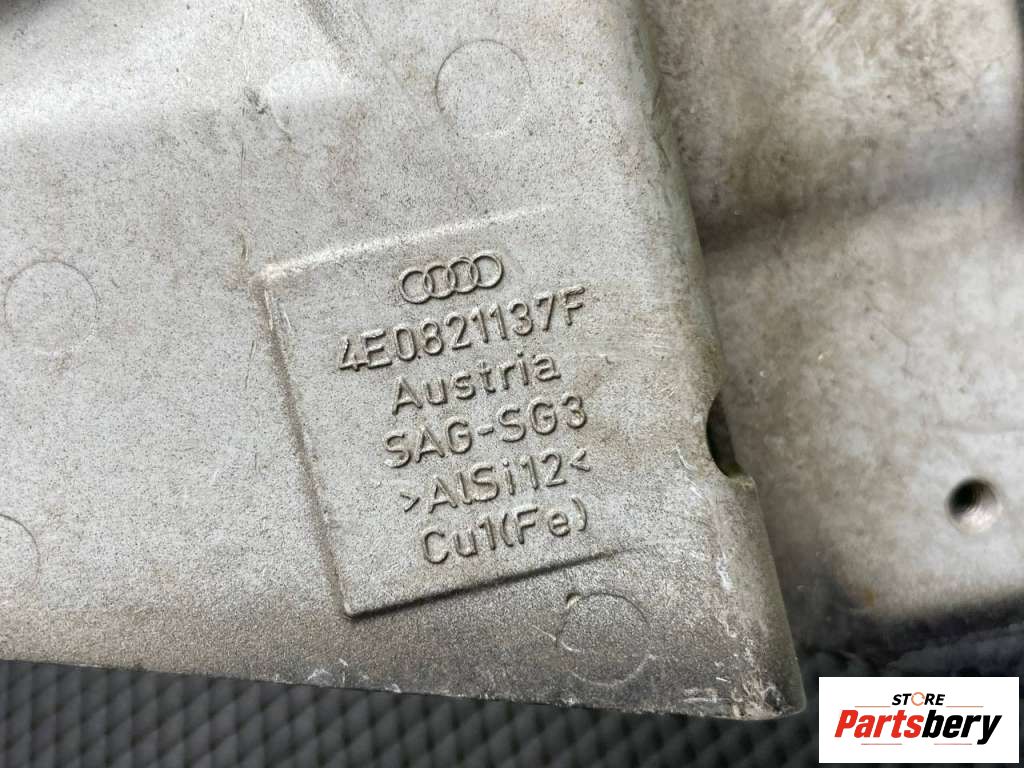 4E0821137F
Austria
SAG-SG3
>AlSi12<
Cu1(Fe)
STORE
Partsbery